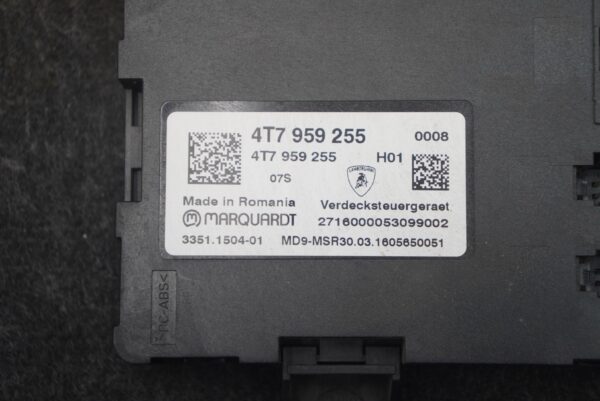 4T7 959 255 0008
4T7 959 255 H01
07S
Made in Romania Verdecksteuergeraet
MARQUARDT 2716000053099002
3351.1504-01 MD9-MSR30.03.1605650051
>PC-ABS<